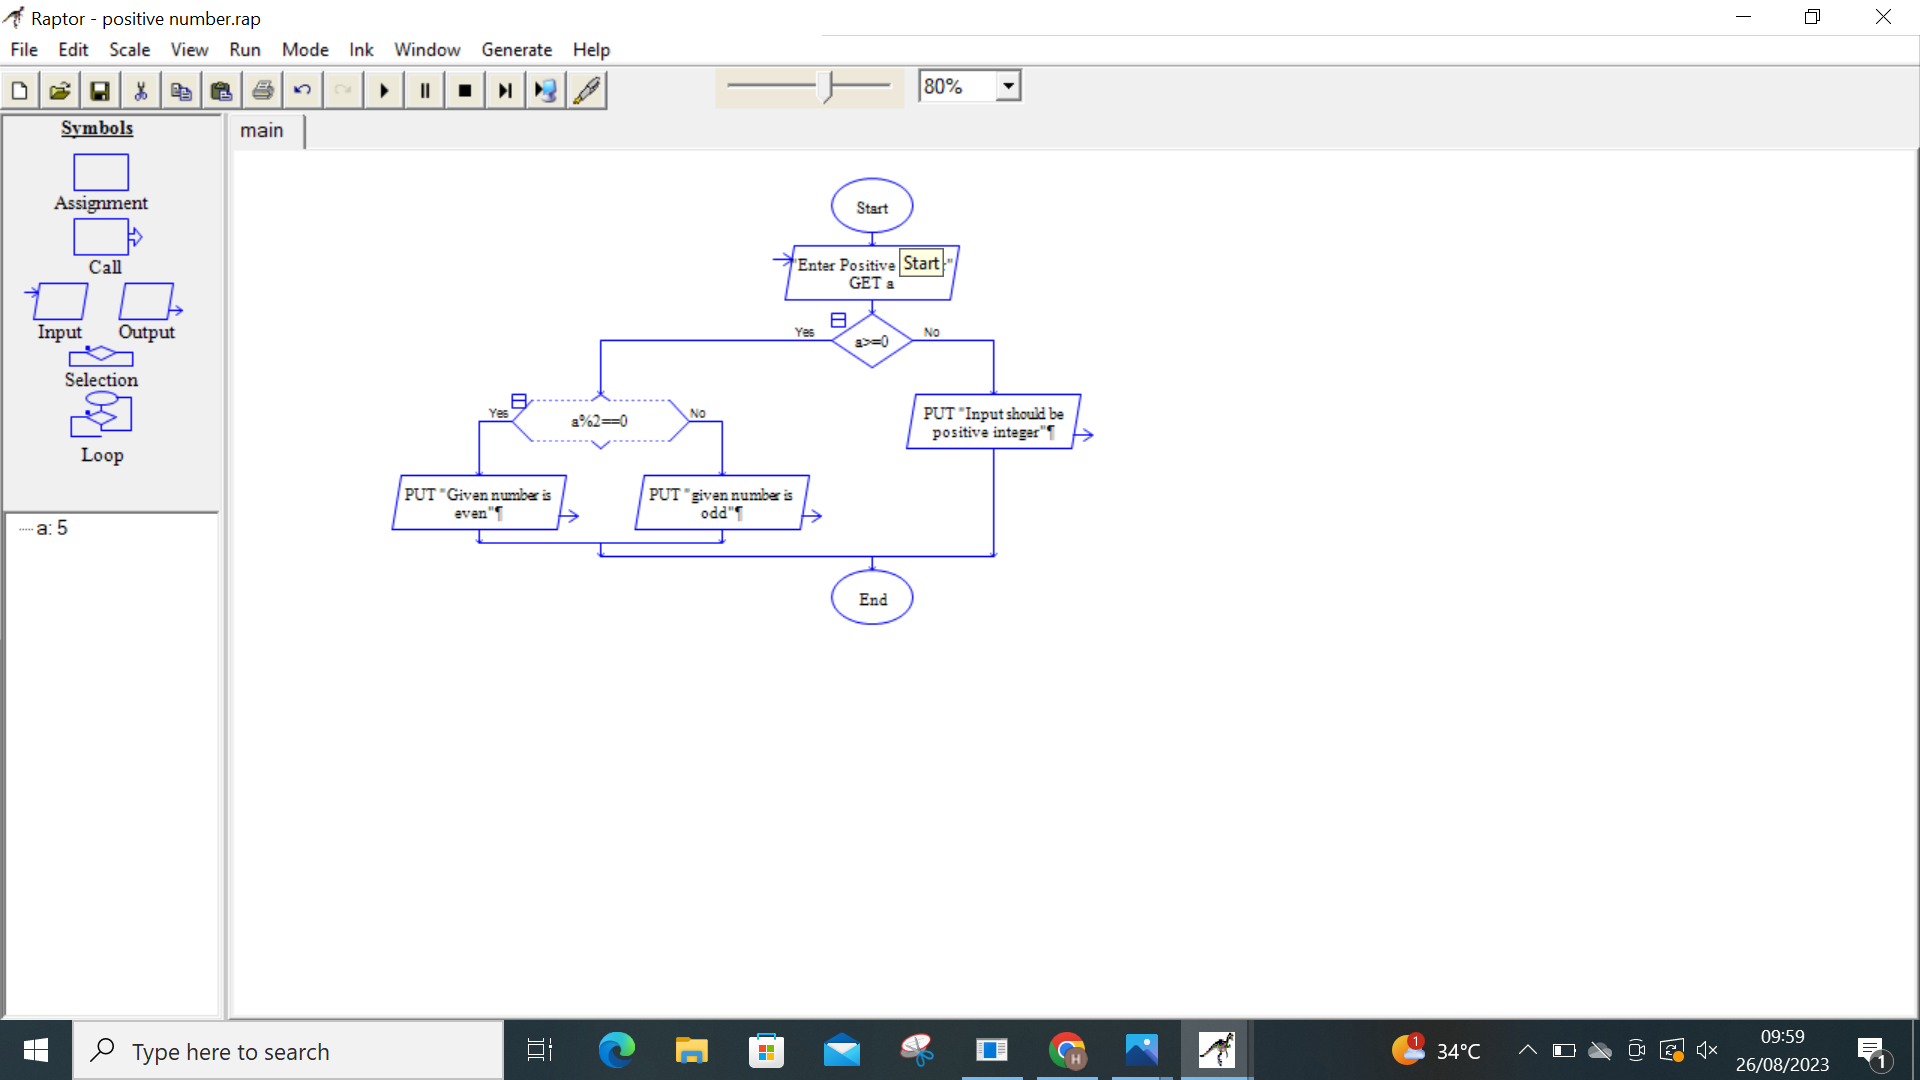 Raptor - positive number.rap
File Edit Scale View Run Mode Ink Window Generate Help
80%
Symbols
Assignment
Call
Input Output
Selection
Loop
a: 5
main
Start
"Enter Positive :"
Start
GET a
Yes No
a>=0
Yes No
a%2==0
PUT "Input should be
positive integer"¶
PUT "Given number is
even"¶
PUT "given number is
odd"¶
End
Type here to search
H
1
34°C
09:59
26/08/2023
1